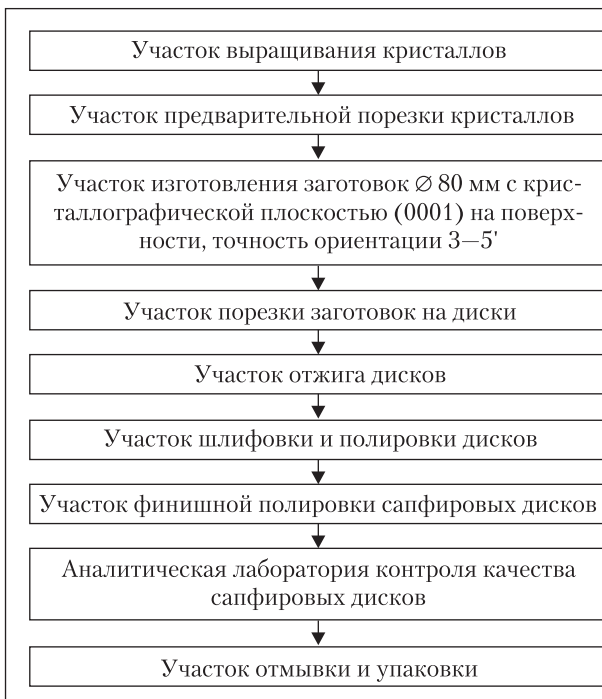 Участок выращивания кристаллов
Участок предварительной порезки кристаллов
Участок изготовления заготовок ∅ 80 мм с крис-
таллографической плоскостью (0001) на поверх-
ности, точность ориентации 3—5'
Участок порезки заготовок на диски
Участок отжига дисков
Участок шлифовки и полировки дисков
Участок финишной полировки сапфировых дисков
Аналитическая лаборатория контроля качества
сапфировых дисков
Участок отмывки и упаковки